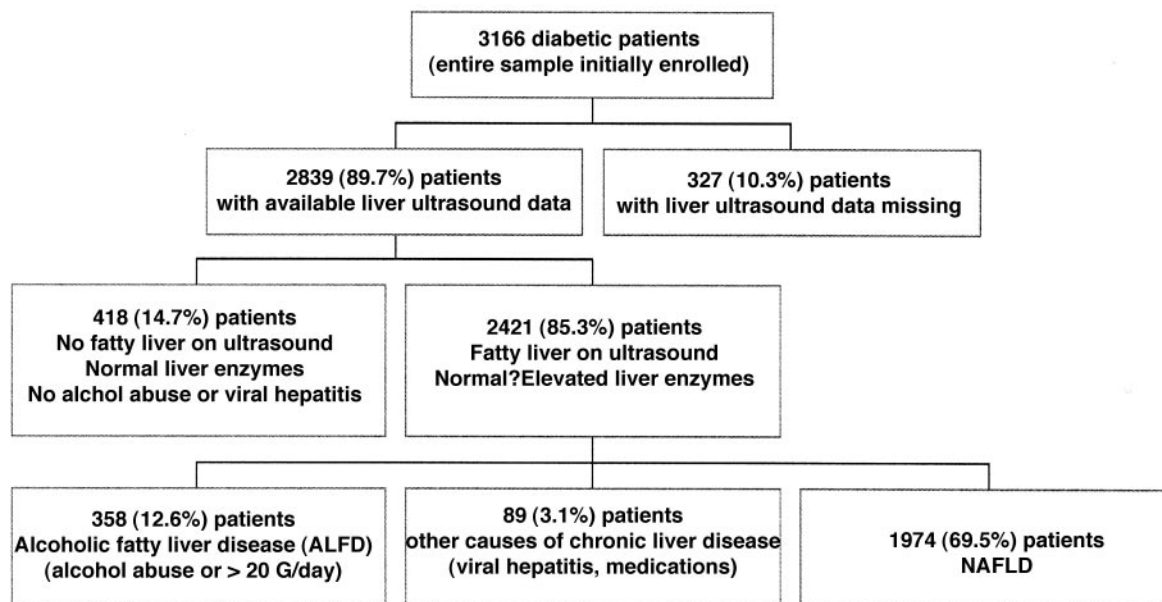 3166 diabetic patients
(entire sample initially enrolled)
2839 (89.7%) patients
with available liver ultrasound data
327 (10.3%) patients
with liver ultrasound data missing
418 (14.7%) patients
No fatty liver on ultrasound
Normal liver enzymes
No alchol abuse or viral hepatitis
2421 (85.3%) patients
Fatty liver on ultrasound
Normal?Elevated liver enzymes
358 (12.6%) patients
Alcoholic fatty liver disease (ALFD)
(alcohol abuse or > 20 G/day)
89 (3.1%) patients
other causes of chronic liver disease
(viral hepatitis, medications)
1974 (69.5%) patients
NAFLD